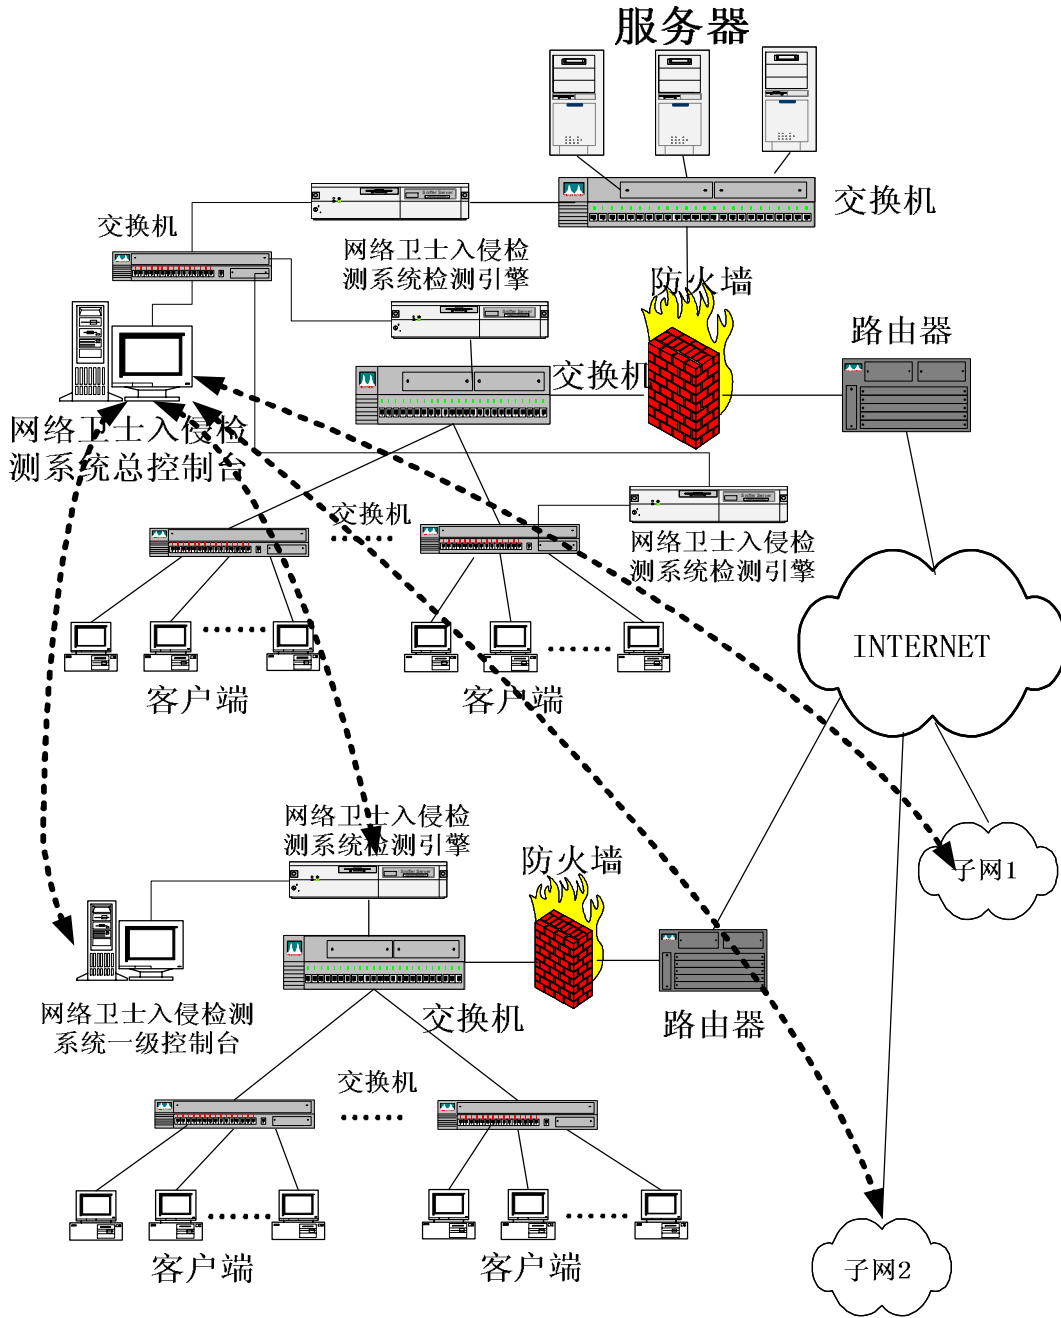 服务器
交换机
交换机
网络卫士入侵检
测系统检测引擎
防火墙
路由器
交换机
网络卫士入侵检
测系统总控制台
交换机
网络卫士入侵检
测系统检测引擎
INTERNET
客户端
客户端
网络卫士入侵检
测系统检测引擎
防火墙
子网1
网络卫士入侵检测
系统一级控制台
交换机
路由器
交换机
客户端
客户端
子网2